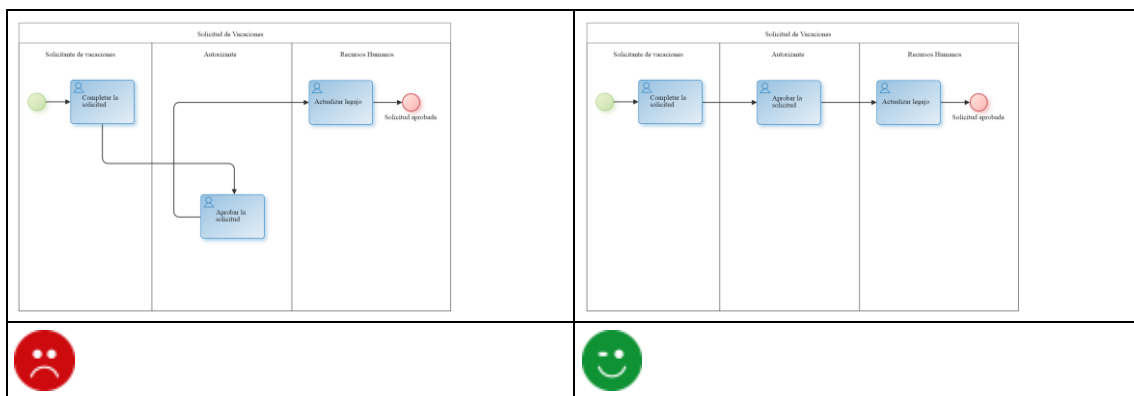 Solicitud de Vacaciones
Solicitante de vacaciones
Autorizante
Recursos Humanos
Completar la
solicitud
Actualizar legajo
Solicitud aprobada
Aprobar la
solicitud
Solicitud de Vacaciones
Solicitante de vacaciones
Autorizante
Recursos Humanos
Completar la
solicitud
Aprobar la
solicitud
Actualizar legajo
Solicitud aprobada